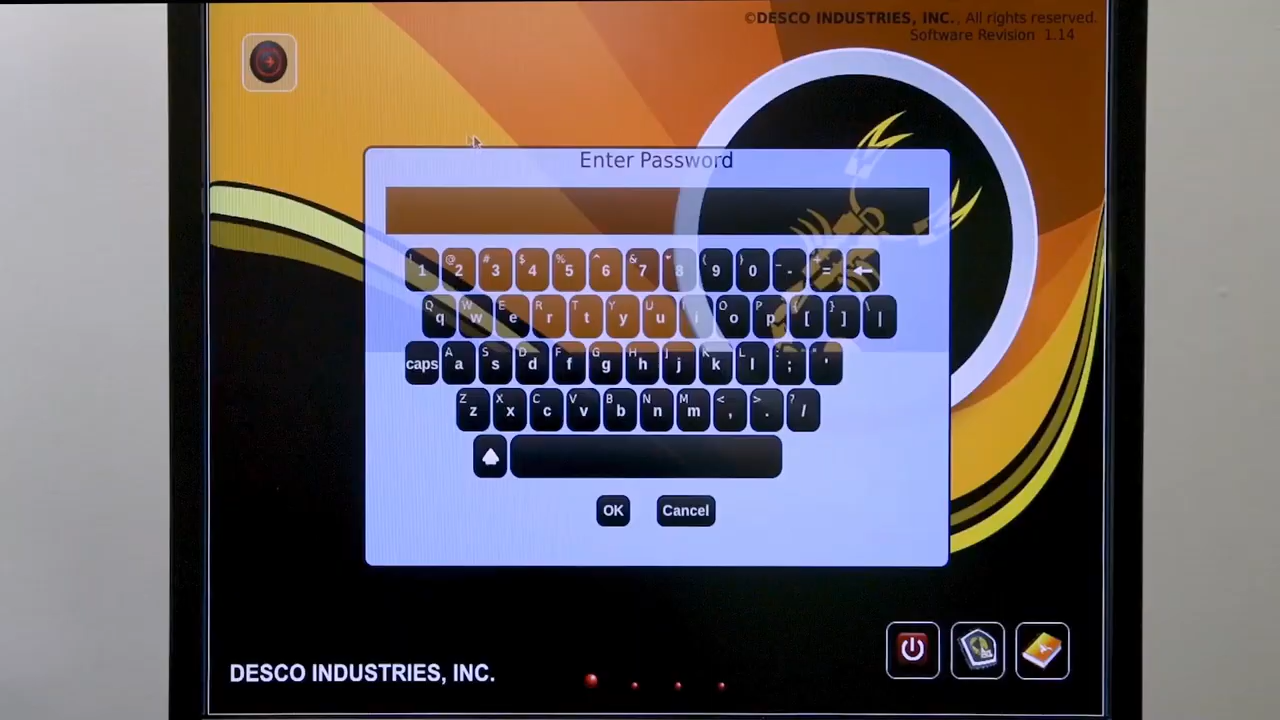 ©DESCO INDUSTRIES, INC., All rights reserved.
Software Revision 1.14
Enter Password
! 1 @ 2 # 3 $ 4 % 5 ^ 6 & 7 * 8 ( 9 ) 0 _ - + =
Q q W w E e R r T t Y y U u I i O o P p { [ } ] \ |
caps A a S s D d F f G g H h J j K k L l : ; " '
Z z X x C c V v B b N n M m < , > . ? /
OK Cancel
DESCO INDUSTRIES, INC.